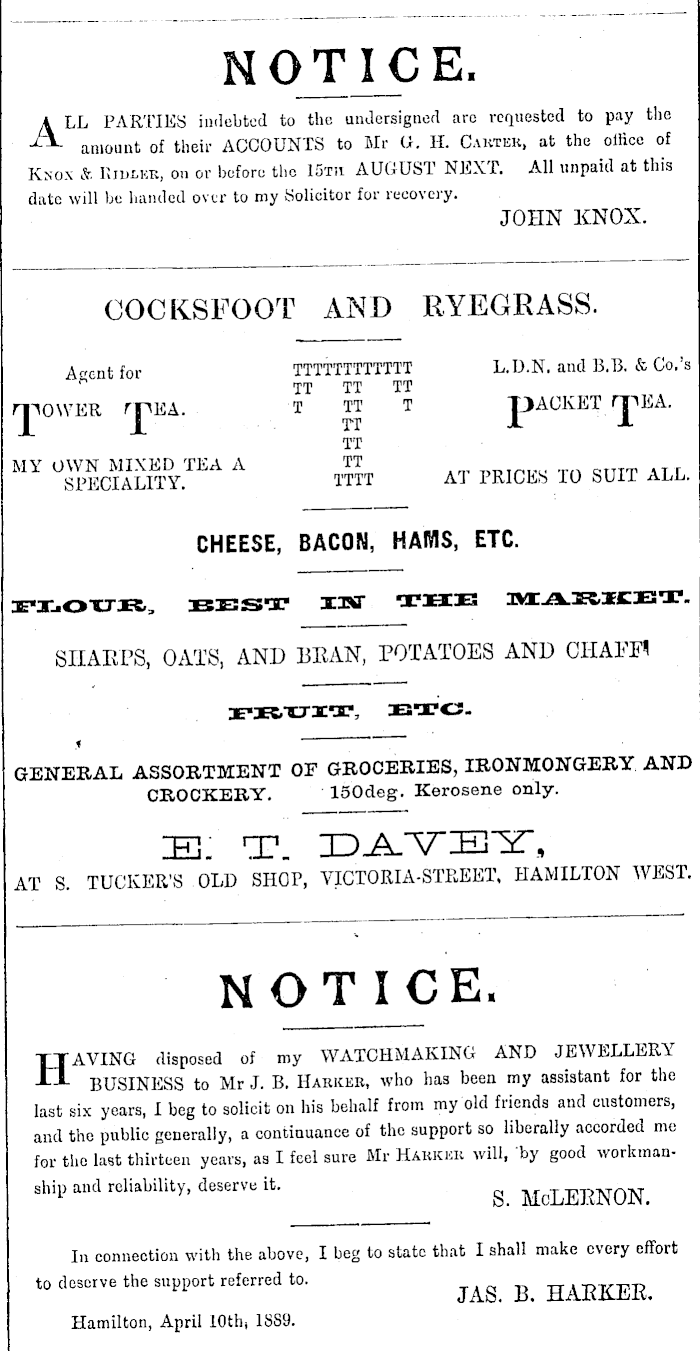 NOTICE.
ALL PARTIES indebted to the undersigned are requested to pay the
amount of their ACCOUNTS to Mr G. H. CARTER, at the office of
KNOX & RIDLER, on or before the 15TH AUGUST NEXT. All unpaid at this
date will be handed over to my Solicitor for recovery.
JOHN KNOX.
COCKSFOOT AND RYEGRASS.
Agent for
TOWER TEA.
MY OWN MIXED TEA A
SPECIALITY.
TTTTTTTTTTTT
TT TT TT
T TT T
TT
TT
TT
TTTT
L.D.N. and B.B. & Co.'s
PACKET TEA.
AT PRICES TO SUIT ALL.
CHEESE, BACON, HAMS, ETC.
FLOUR, BEST IN THE MARKET.
SHARPS, OATS, AND BRAN, POTATOES AND CHAFF
FRUIT, ETC.
GENERAL ASSORTMENT OF GROCERIES, IRONMONGERY AND
CROCKERY. 150deg. Kerosene only.
E. T. DAVEY,
AT S. TUCKER'S OLD SHOP, VICTORIA-STREET, HAMILTON WEST.
NOTICE.
HAVING disposed of my WATCHMAKING AND JEWELLERY
BUSINESS to Mr J. B. HARKER, who has been my assistant for the
last six years, I beg to solicit on his behalf from my old friends and customers,
and the public generally, a continuance of the support so liberally accorded me
for the last thirteen years, as I feel sure Mr HARKER will, by good workman-
ship and reliability, deserve it.
S. McLERNON.
In connection with the above, I beg to state that I shall make every effort
to deserve the support referred to.
JAS. B. HARKER.
Hamilton, April 10th, 1889.